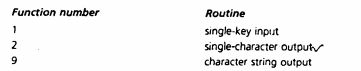 Function number Routine
1 single-key input
2 single-character output
9 character string output